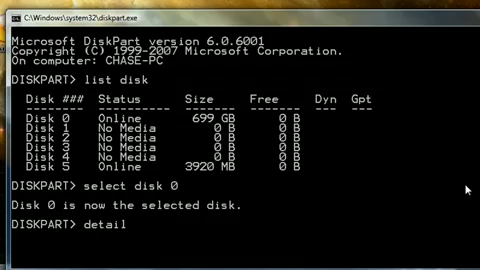 C:\Windows\system32\diskpart.exe
Microsoft DiskPart version 6.0.6001
Copyright (C) 1999-2007 Microsoft Corporation.
On computer: CHASE-PC
DISKPART> list disk
Disk ### Status Size Free Dyn Gpt
-------- ---------- ------- ------- --- ---
Disk 0 Online 699 GB 0 B
Disk 1 No Media 0 B 0 B
Disk 2 No Media 0 B 0 B
Disk 3 No Media 0 B 0 B
Disk 4 No Media 0 B 0 B
Disk 5 Online 3920 MB 0 B
DISKPART> select disk 0
Disk 0 is now the selected disk.
DISKPART> detail